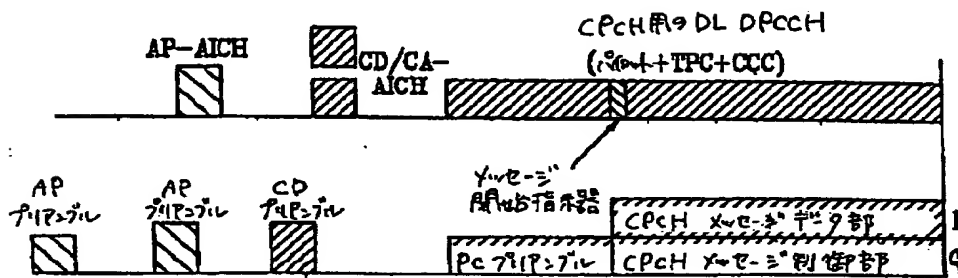 CPCH用のDL DPCCH
(パイロット+TPC+CCC)
AP-AICH
CD/CA-
AICH
メッセージ
開始指示器
AP
プリアンブル
AP
プリアンブル
CD
プリアンブル
CPCH メッセージデータ部
PCプリアンブル
CPCH メッセージ制御部